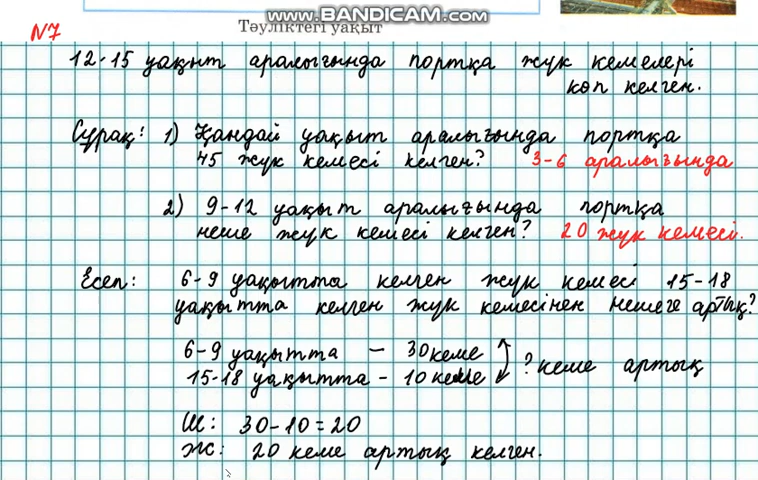 www.BANDICAM.com
Тәуліктегі уақыт
N7
12-15 уақыт аралығында портқа жүк кемелері
көп келген.
Сұрақ: 1) Қандай уақыт аралығында портқа
45 жүк кемесі келген? 3-6 аралығында
2) 9-12 уақыт аралығында портқа
неше жүк кемесі келген? 20 жүк кемесі.
Есеп: 6-9 уақытта келген жүк кемесі 15-18
уақытта келген жүк кемесінен нешеге артық?
6-9 уақытта - 30 кеме
15-18 уақытта - 10 кеме ? кеме артық
Ш: 30-10=20
Ж: 20 кеме артық келген.